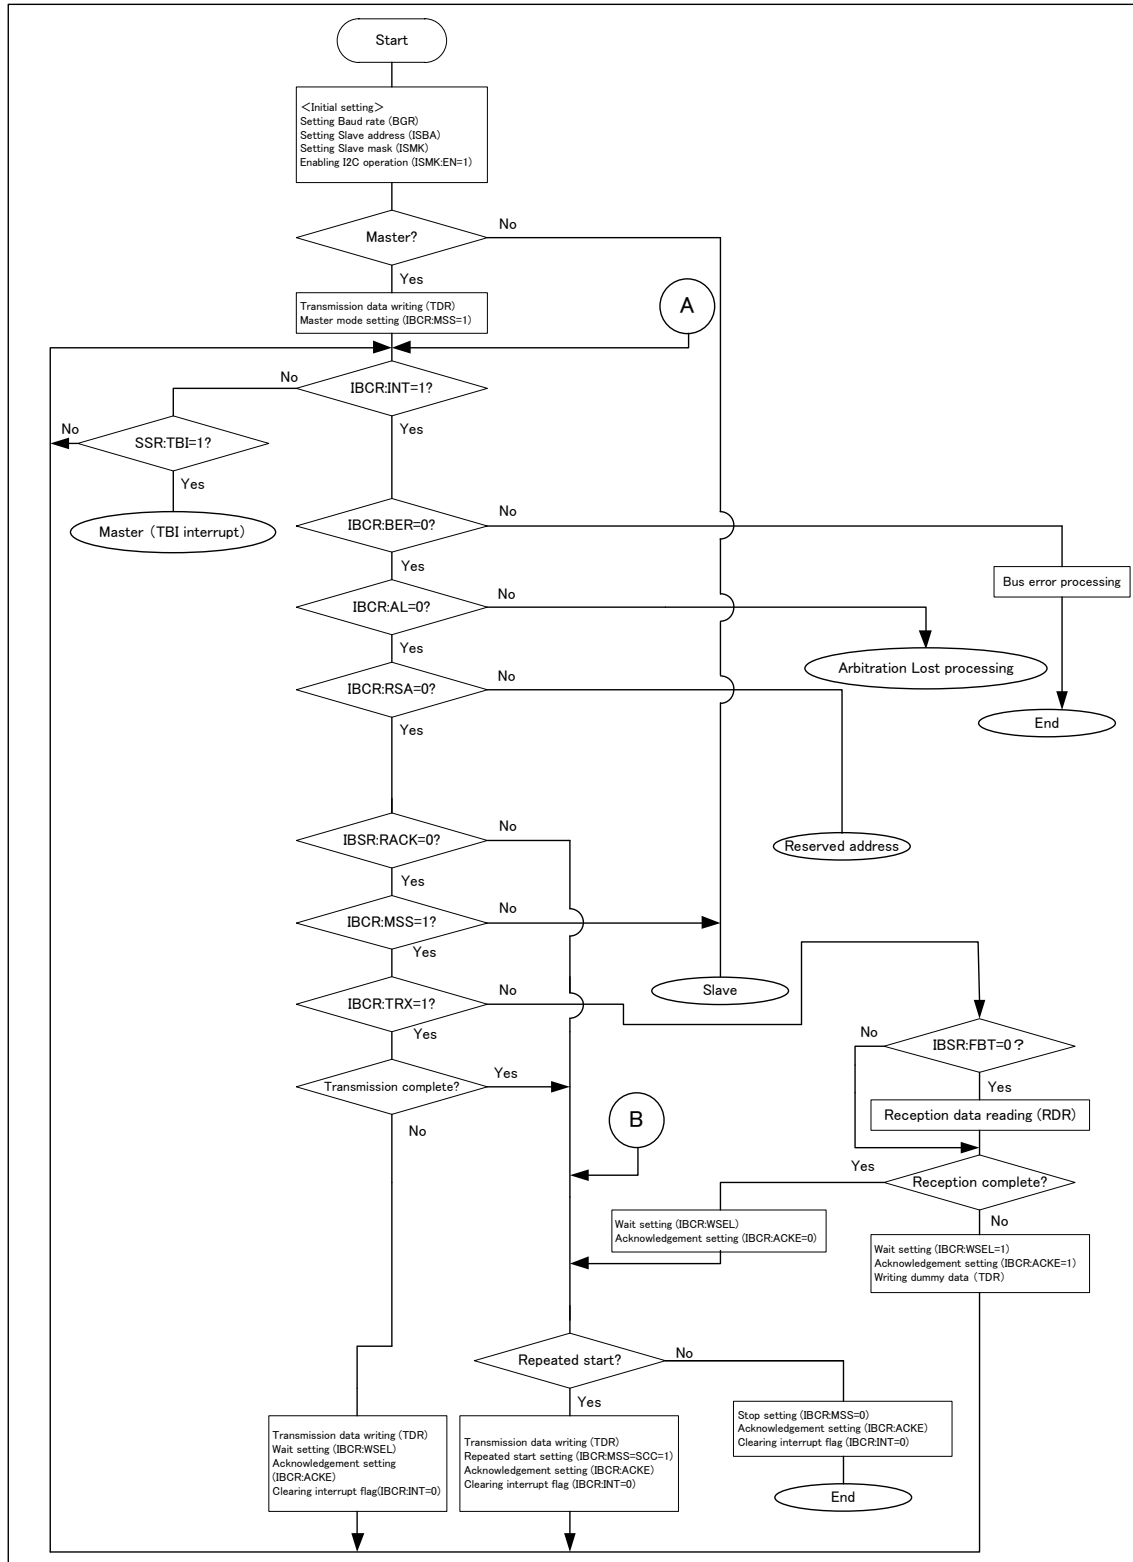 Start
<Initial setting>
Setting Baud rate (BGR)
Setting Slave address (ISBA)
Setting Slave mask (ISMK)
Enabling I2C operation (ISMK:EN=1)
Master?
No
Yes
Transmission data writing (TDR)
Master mode setting (IBCR:MSS=1)
A
IBCR:INT=1?
No
Yes
SSR:TBI=1?
No
Yes
Master (TBI interrupt)
IBCR:BER=0?
No
Yes
Bus error processing
IBCR:AL=0?
No
Yes
Arbitration Lost processing
IBCR:RSA=0?
No
Yes
End
IBSR:RACK=0?
No
Yes
Reserved address
IBCR:MSS=1?
No
Yes
Slave
IBCR:TRX=1?
No
Yes
IBSR:FBT=0?
No
Yes
Transmission complete?
Yes
No
Reception data reading (RDR)
B
Reception complete?
Yes
No
Wait setting (IBCR:WSEL)
Acknowledgement setting (IBCR:ACKE=0)
Wait setting (IBCR:WSEL=1)
Acknowledgement setting (IBCR:ACKE=1)
Writing dummy data (TDR)
Repeated start?
No
Yes
Transmission data writing (TDR)
Wait setting (IBCR:WSEL)
Acknowledgement setting
(IBCR:ACKE)
Clearing interrupt flag(IBCR:INT=0)
Transmission data writing (TDR)
Repeated start setting (IBCR:MSS=SCC=1)
Acknowledgement setting (IBCR:ACKE)
Clearing interrupt flag (IBCR:INT=0)
Stop setting (IBCR:MSS=0)
Acknowledgement setting (IBCR:ACKE)
Clearing interrupt flag (IBCR:INT=0)
End